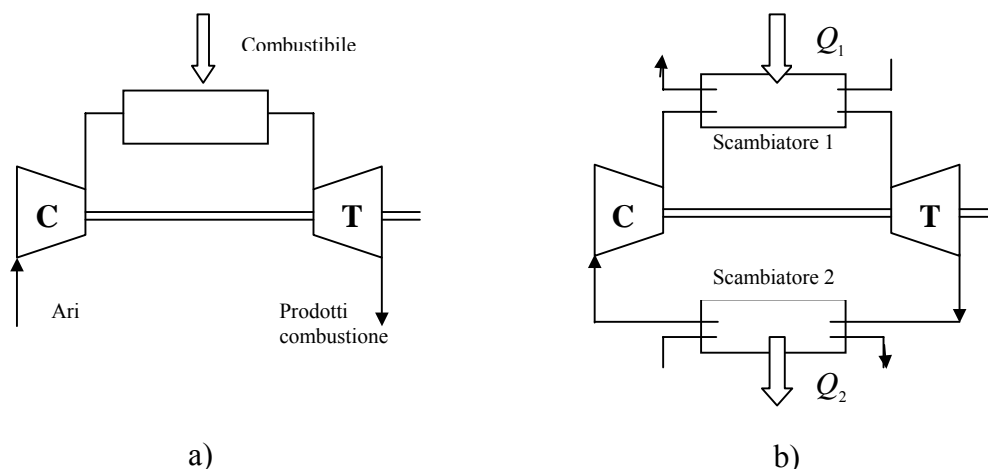 Combustibile
C
T
Ari
Prodotti
combustione
a)
Q1
Scambiatore 1
C
T
Scambiatore 2
Q2
b)